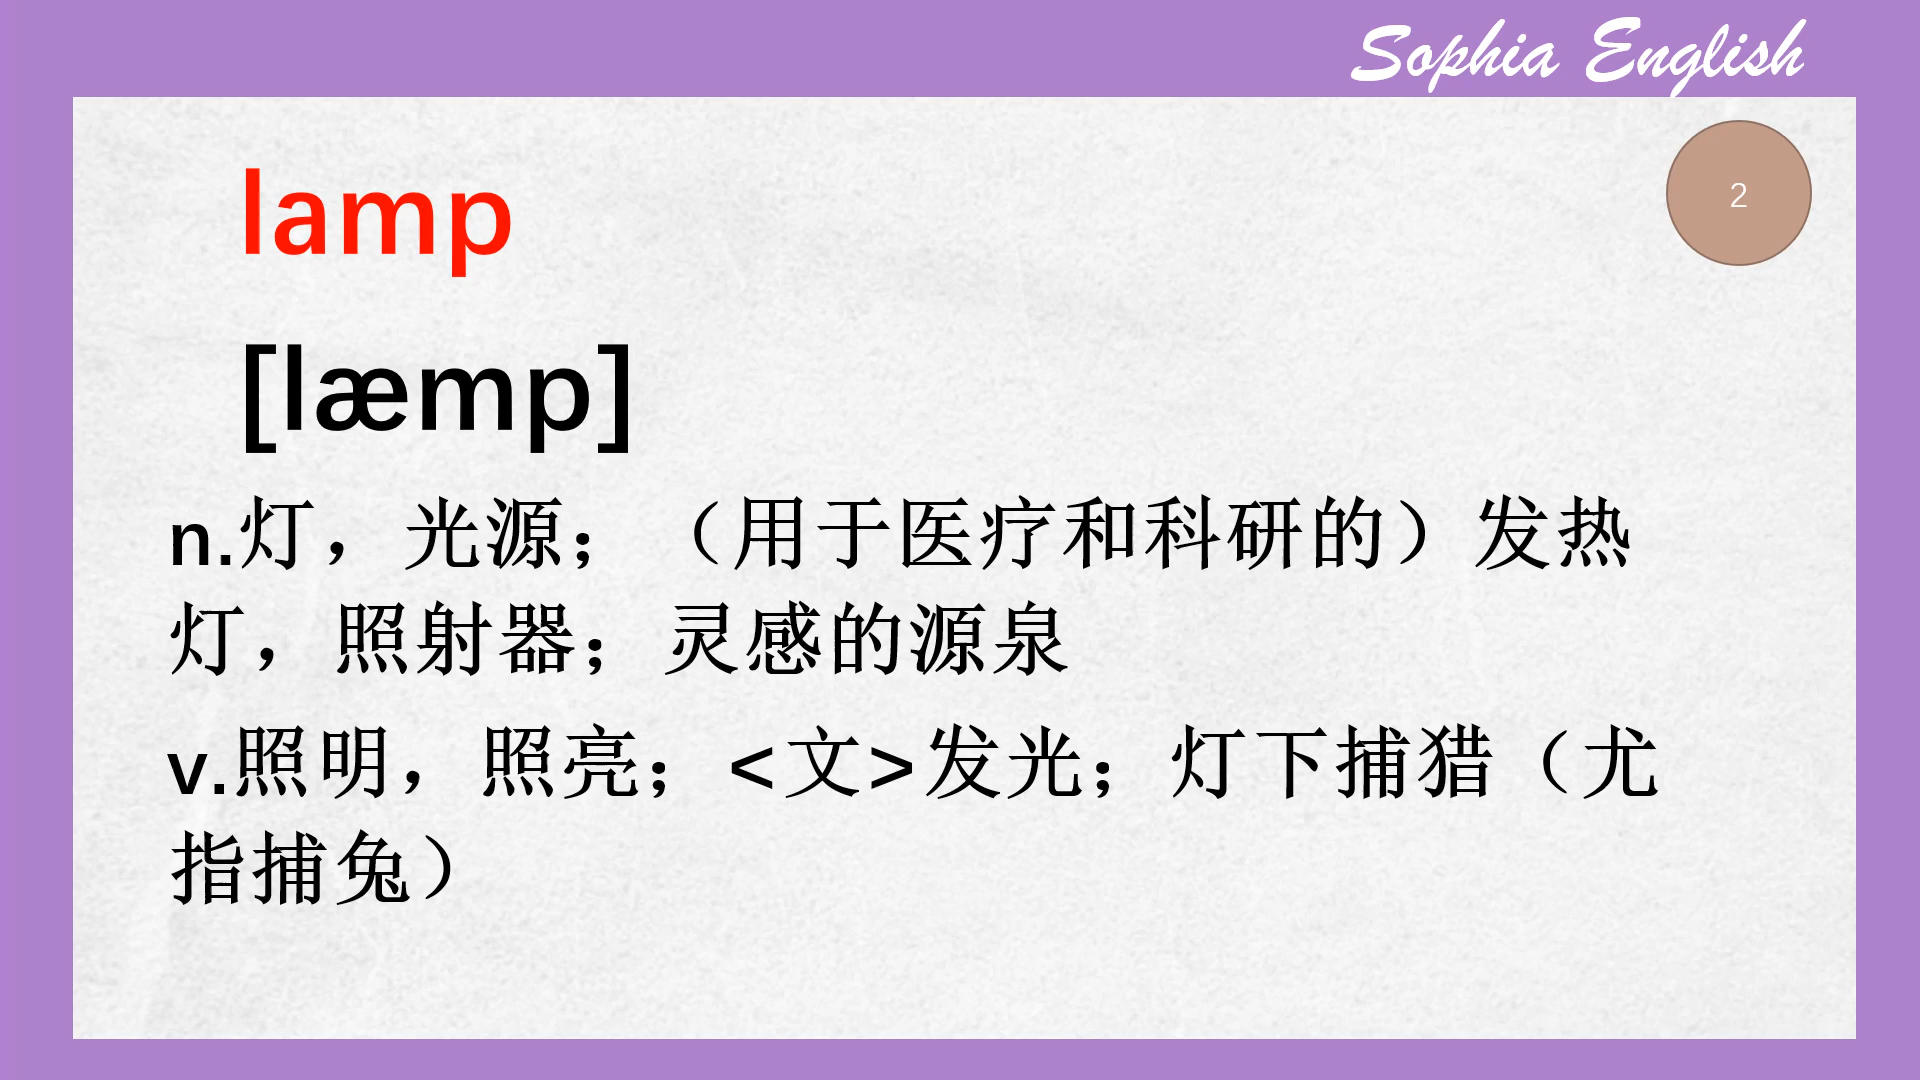 Sophia English
2
lamp
[læmp]
n.灯，光源；（用于医疗和科研的）发热
灯，照射器；灵感的源泉
v.照明，照亮；<文>发光；灯下捕猎（尤
指捕兔）